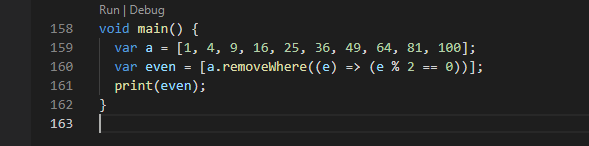 Run | Debug
158 void main() {
159   var a = [1, 4, 9, 16, 25, 36, 49, 64, 81, 100];
160   var even = [a.removeWhere((e) => (e % 2 == 0))];
161   print(even);
162 }
163